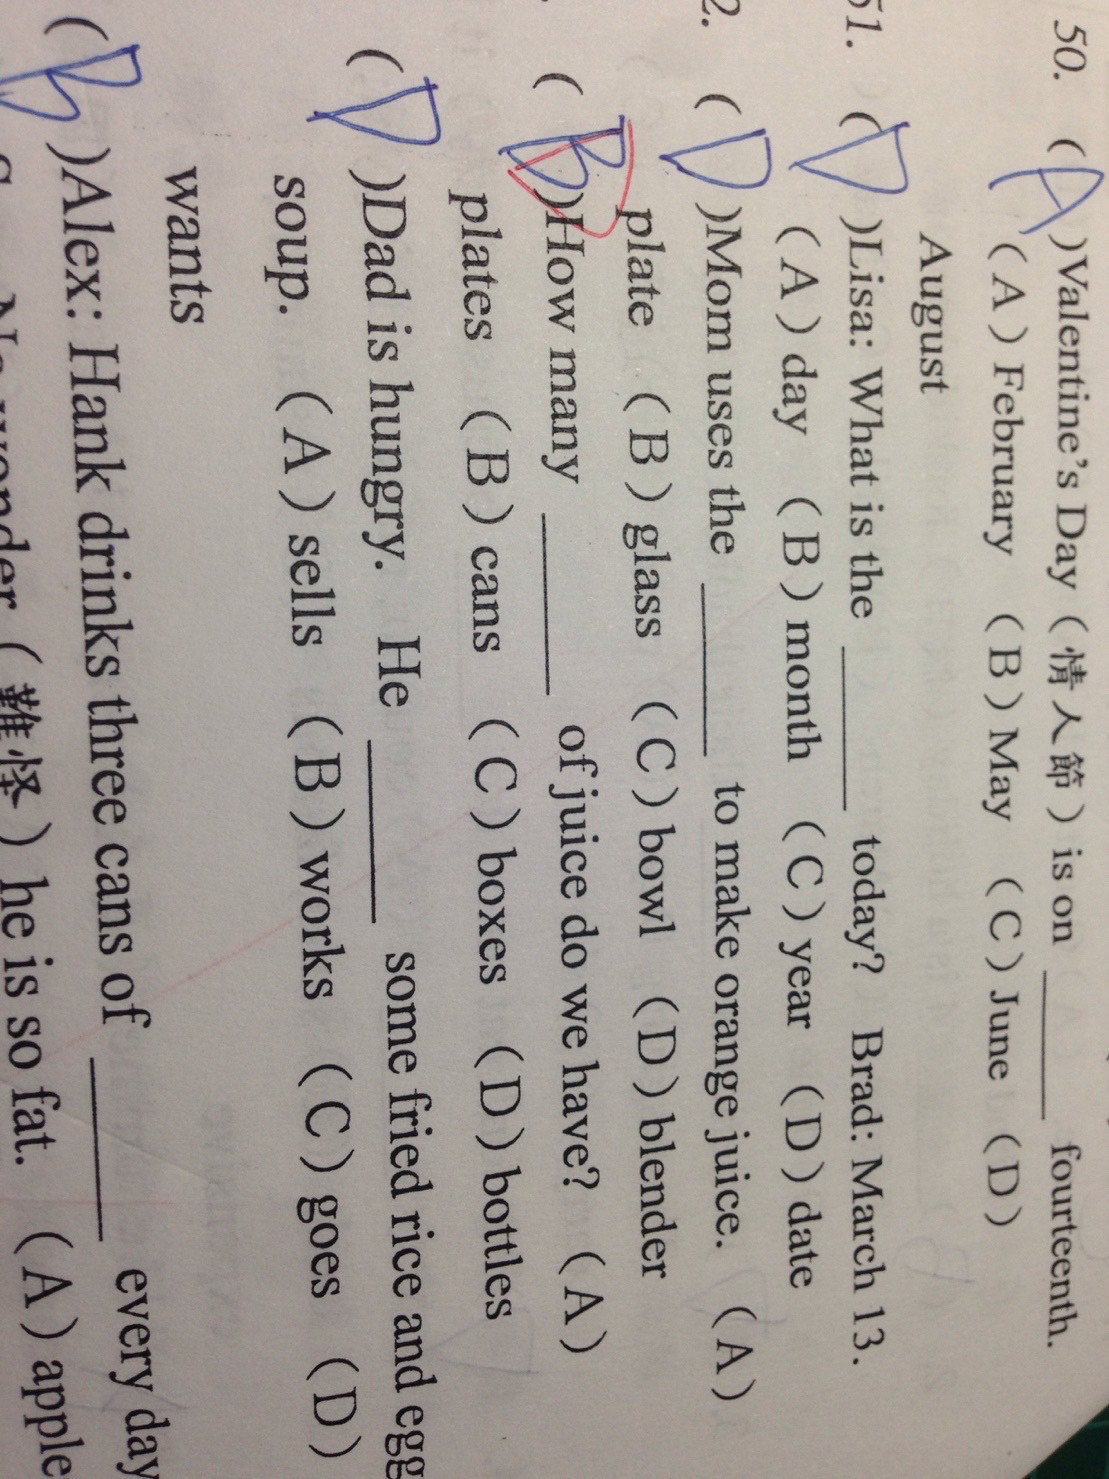 50. (A)Valentine's Day（情人節）is on ______ fourteenth.
（A）February （B）May （C）June （D）
August
51. (D)Lisa: What is the ______ today? Brad: March 13.
（A）day （B）month （C）year （D）date
2. (D)Mom uses the ______ to make orange juice. （A）
plate （B）glass （C）bowl （D）blender
. (B)How many ______ of juice do we have? （A）
plates （B）cans （C）boxes （D）bottles
(D)Dad is hungry. He ______ some fried rice and egg
soup. （A）sells （B）works （C）goes （D）
wants
(B)Alex: Hank drinks three cans of ______ every day
（難怪）he is so fat. （A）apple